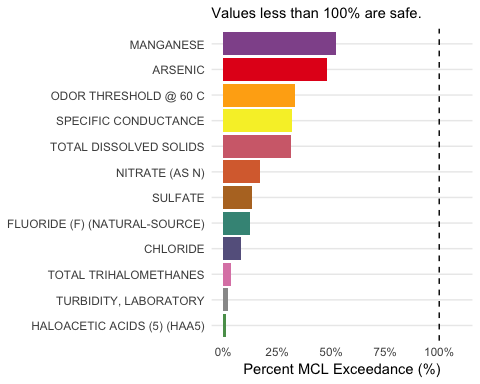 Values less than 100% are safe.
MANGANESE
ARSENIC
ODOR THRESHOLD @ 60 C
SPECIFIC CONDUCTANCE
TOTAL DISSOLVED SOLIDS
NITRATE (AS N)
SULFATE
FLUORIDE (F) (NATURAL-SOURCE)
CHLORIDE
TOTAL TRIHALOMETHANES
TURBIDITY, LABORATORY
HALOACETIC ACIDS (5) (HAA5)
0% 25% 50% 75% 100%
Percent MCL Exceedance (%)